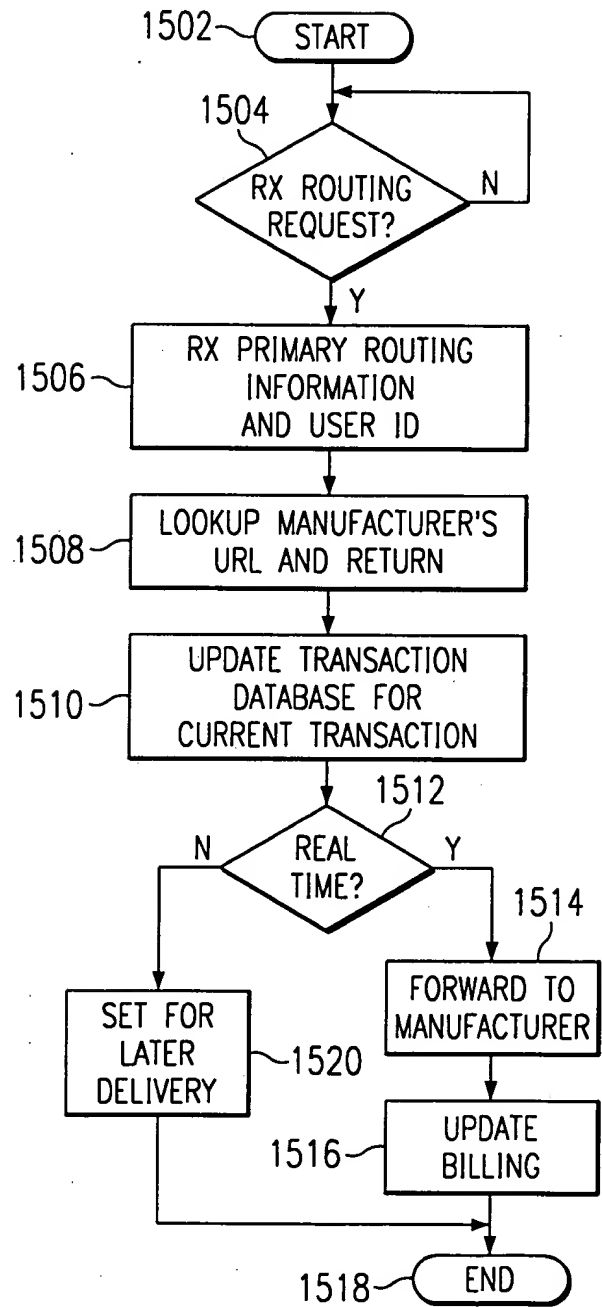 1502
START
1504
RX ROUTING
REQUEST?
N
Y
1506
RX PRIMARY ROUTING
INFORMATION
AND USER ID
1508
LOOKUP MANUFACTURER'S
URL AND RETURN
1510
UPDATE TRANSACTION
DATABASE FOR
CURRENT TRANSACTION
1512
N
REAL
TIME?
Y
1514
FORWARD TO
MANUFACTURER
SET FOR
LATER
DELIVERY
1520
1516
UPDATE
BILLING
1518
END